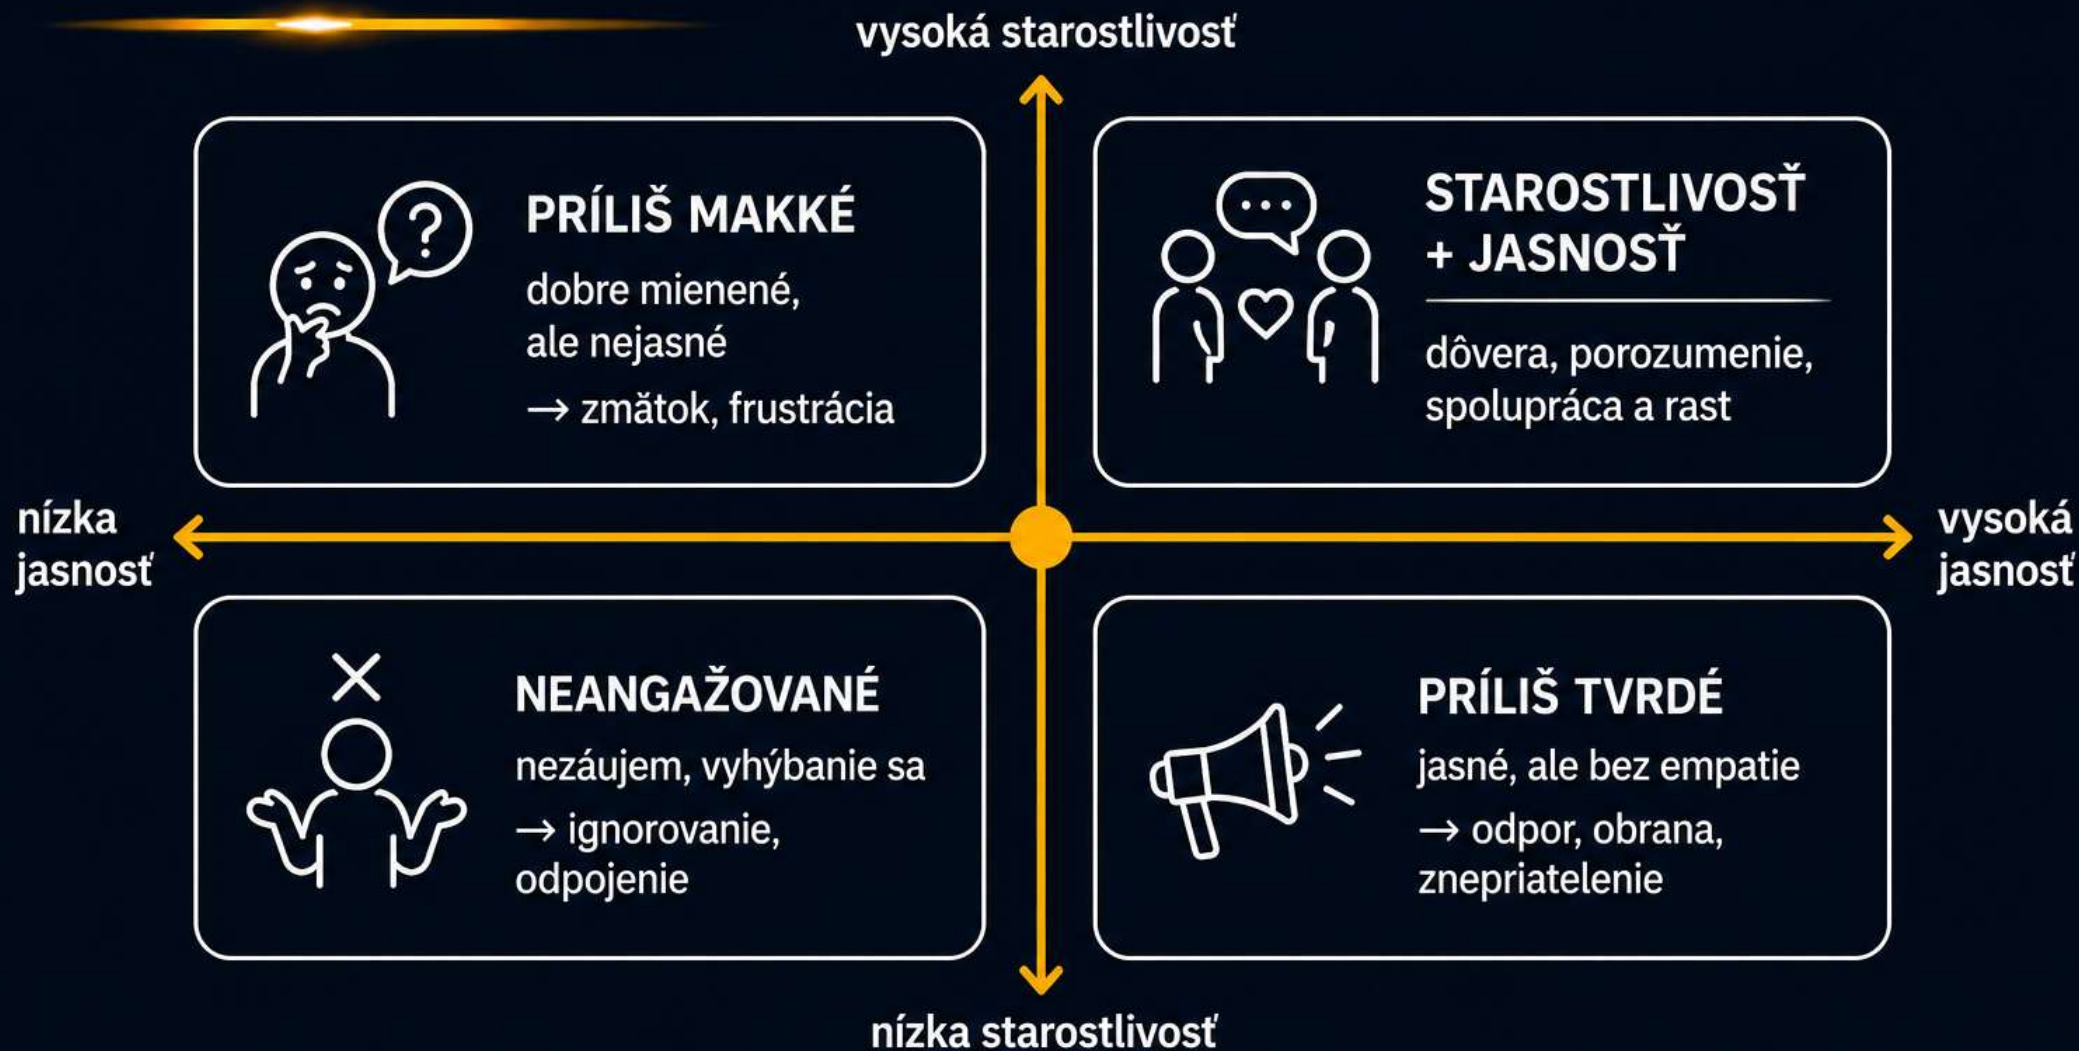 vysoká starostlivosť
PRÍLIŠ MAKKÉ
dobre mienené,
ale nejasné
→ zmätok, frustrácia
STAROSTLIVOSŤ
+ JASNOSŤ
dôvera, porozumenie,
spolupráca a rast
nízka
jasnosť
vysoká
jasnosť
NEANGAŽOVANÉ
nezáujem, vyhýbanie sa
→ ignorovanie,
odpojenie
PRÍLIŠ TVRDÉ
jasné, ale bez empatie
→ odpor, obrana,
znepriatelenie
nízka starostlivosť